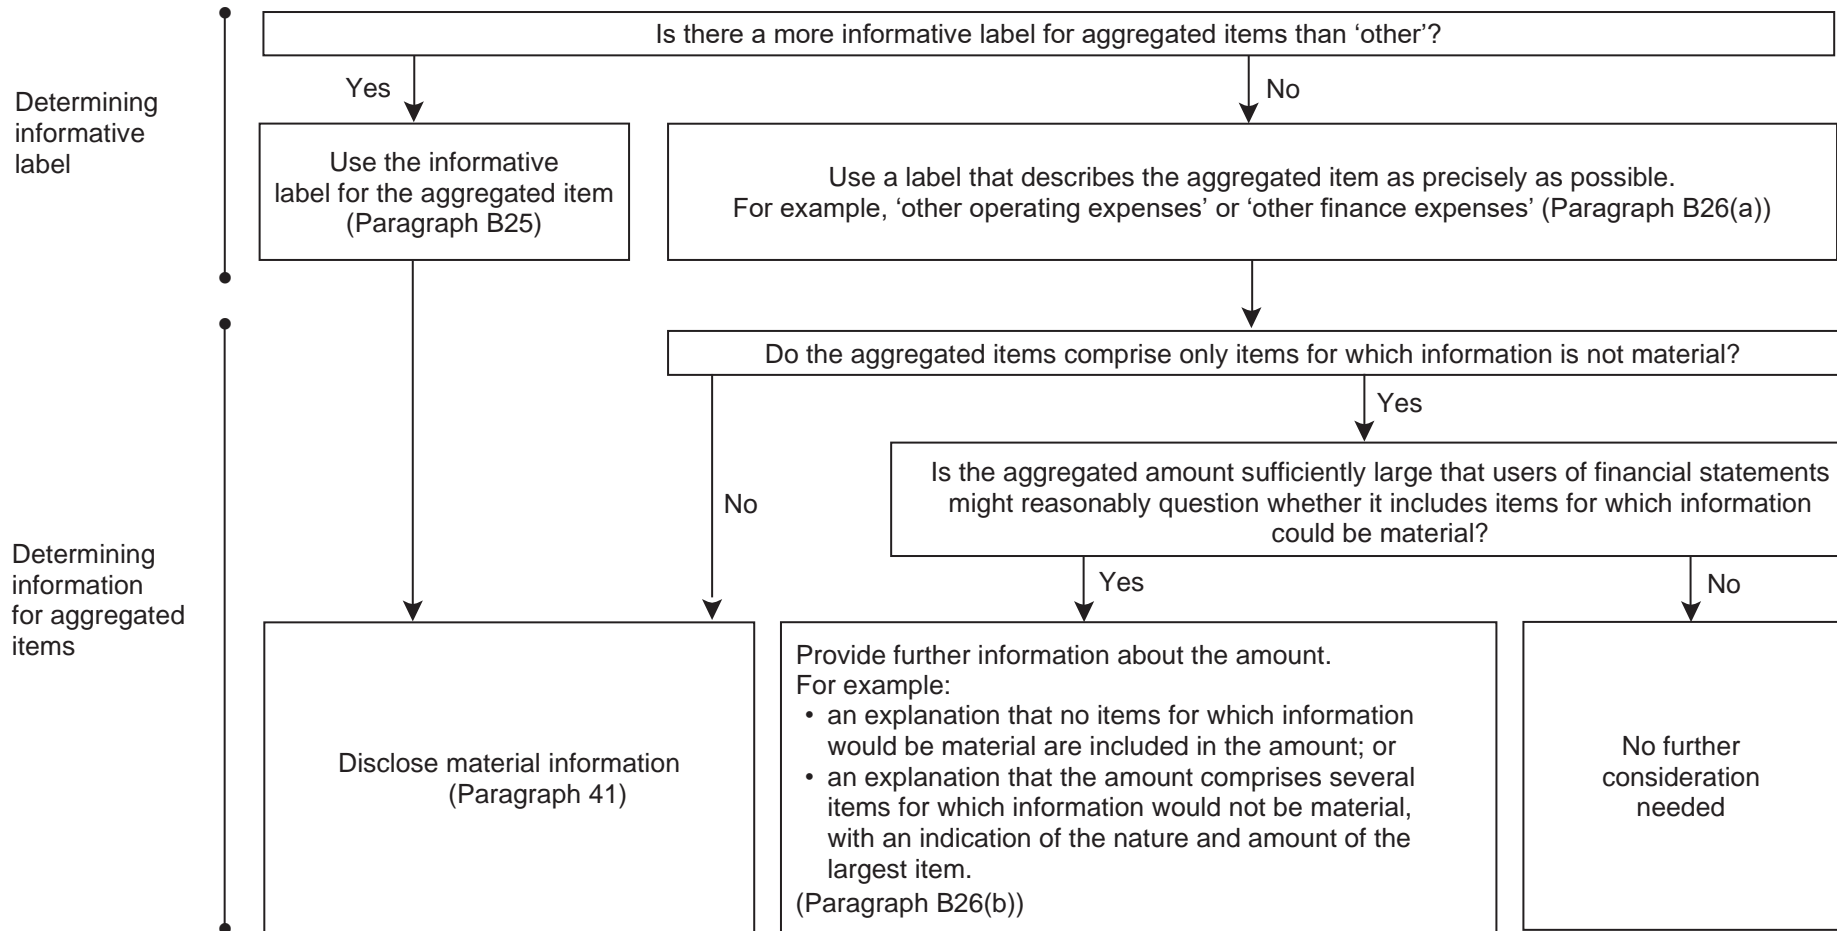 Is there a more informative label for aggregated items than ‘other’?
Yes
No
Determining
informative
label
Use the informative
label for the aggregated item
(Paragraph B25)
Use a label that describes the aggregated item as precisely as possible.
For example, ‘other operating expenses’ or ‘other finance expenses’ (Paragraph B26(a))
Do the aggregated items comprise only items for which information is not material?
Yes
No
Is the aggregated amount sufficiently large that users of financial statements
might reasonably question whether it includes items for which information
could be material?
Yes
No
Determining
information
for aggregated
items
Disclose material information
(Paragraph 41)
Provide further information about the amount.
For example:
• an explanation that no items for which information
would be material are included in the amount; or
• an explanation that the amount comprises several
items for which information would not be material,
with an indication of the nature and amount of the
largest item.
(Paragraph B26(b))
No further
consideration
needed